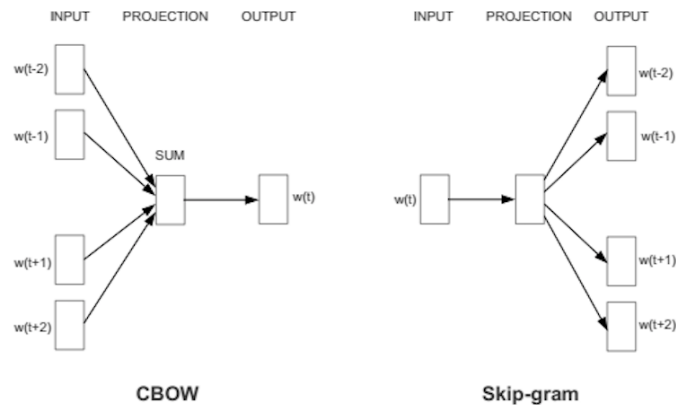 INPUT PROJECTION OUTPUT
w(t-2)
w(t-1)
SUM
w(t)
w(t+1)
w(t+2)
CBOW
INPUT PROJECTION OUTPUT
w(t-2)
w(t-1)
w(t)
w(t+1)
w(t+2)
Skip-gram